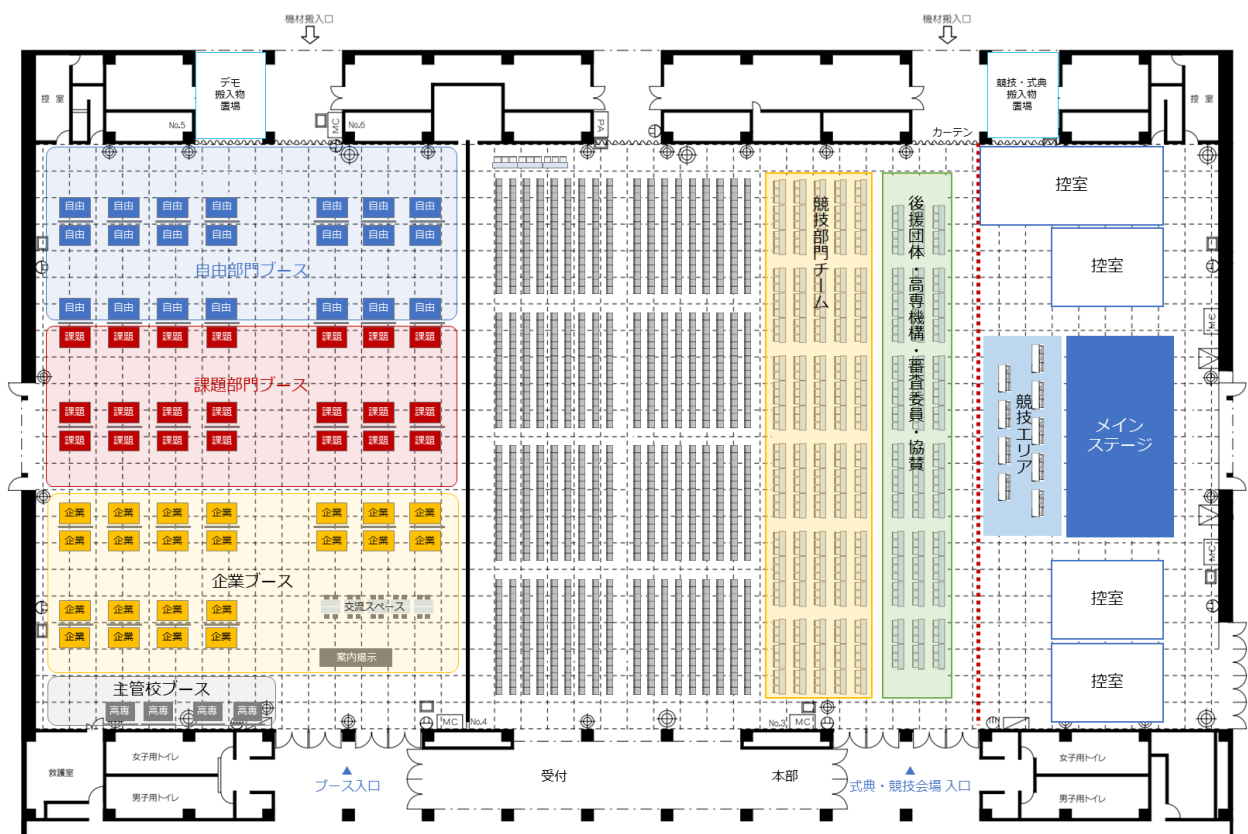 機材搬入口
機材搬入口
控 室
デモ
搬入物
置場
競技・式典
搬入物
置場
控 室
No.5
MC
No.6
PA
カーテン
控室
自由 自由 自由 自由 自由 自由 自由
自由 自由 自由 自由 自由 自由 自由
自由部門ブース
自由 自由 自由 自由 自由 自由 自由
課題 課題 課題 課題 課題 課題 課題
課題部門ブース
課題 課題 課題 課題 課題 課題 課題
課題 課題 課題 課題 課題 課題 課題
企業 企業 企業 企業 企業 企業 企業
企業 企業 企業 企業 企業 企業 企業
企業ブース
企業 企業 企業 企業
交流スペース
企業 企業 企業 企業
案内掲示
主管校ブース
高専 高専 高専 高専
競技部門チーム
後援団体・高専機構・審査委員・協賛
控室
MC
競技エリア
メイン
ステージ
MC
控室
控室
MC
No.4
No.3
MC
救護室
女子用トイレ
男子用トイレ
ブース入口
受付
本部
式典・競技会場 入口
女子用トイレ
男子用トイレ